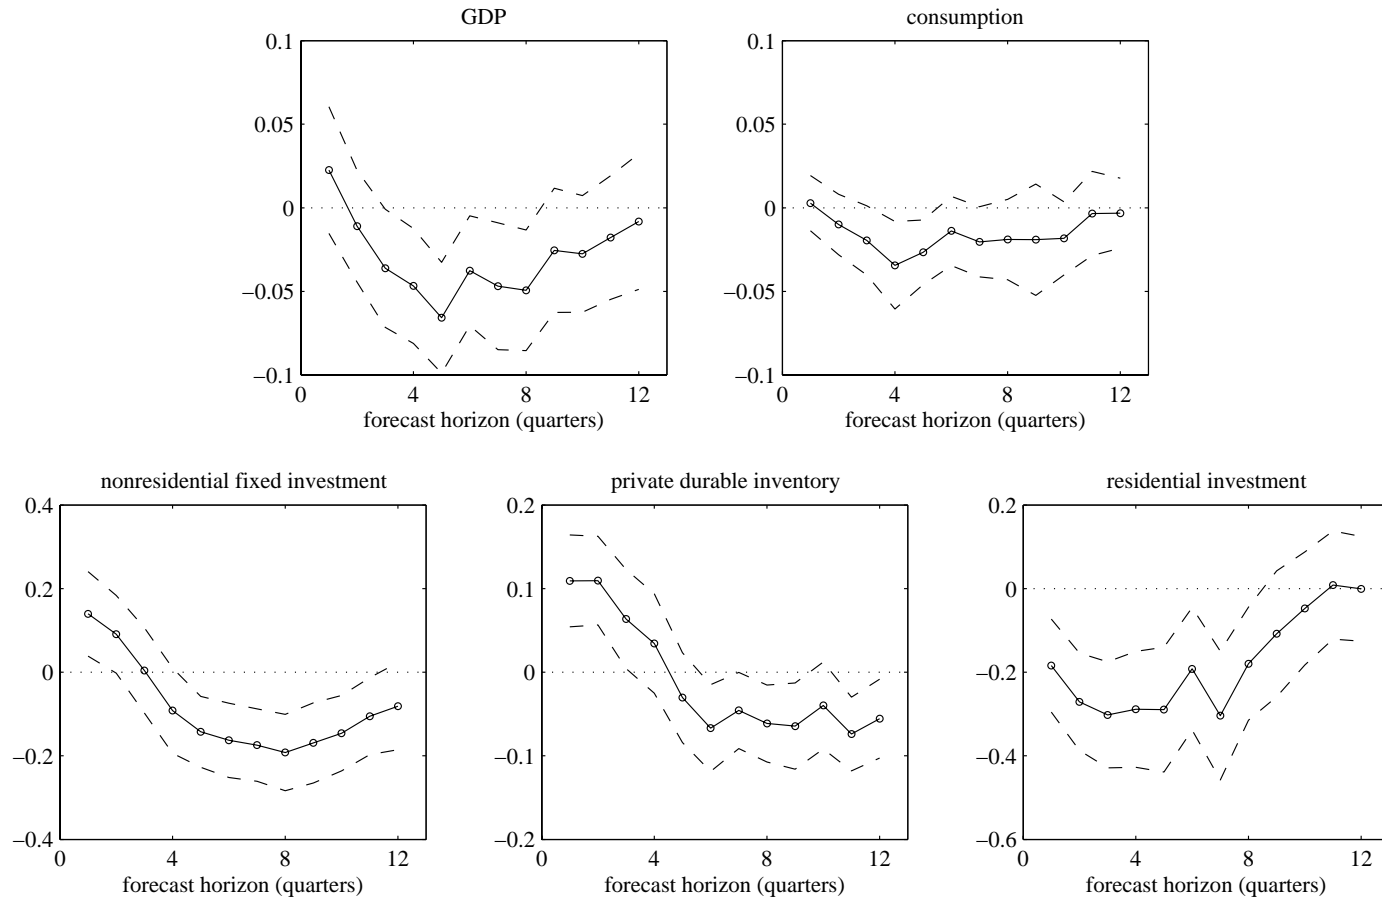 GDP
0.1
0.05
0
−0.05
−0.1
0 4 8 12
forecast horizon (quarters)
consumption
0.1
0.05
0
−0.05
−0.1
0 4 8 12
forecast horizon (quarters)
nonresidential fixed investment
0.4
0.2
0
−0.2
−0.4
0 4 8 12
forecast horizon (quarters)
private durable inventory
0.2
0.1
0
−0.1
−0.2
0 4 8 12
forecast horizon (quarters)
residential investment
0.2
0
−0.2
−0.4
−0.6
0 4 8 12
forecast horizon (quarters)